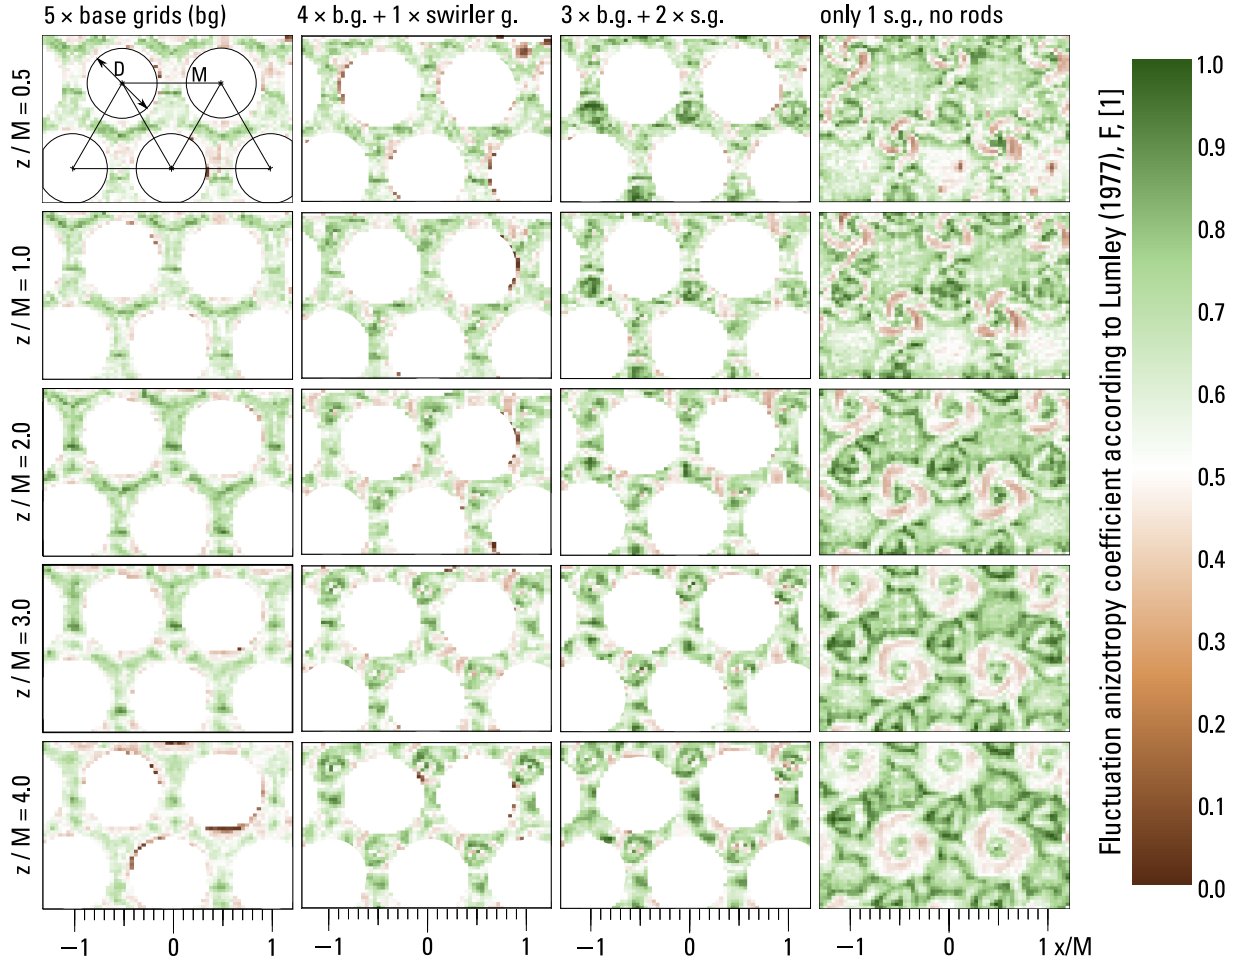 5 × base grids (bg)
4 × b.g. + 1 × swirler g.
3 × b.g. + 2 × s.g.
only 1 s.g., no rods
z / M = 0.5
D
M
z / M = 1.0
z / M = 2.0
z / M = 3.0
z / M = 4.0
−1 0 1
−1 0 1
−1 0 1
−1 0 1 x/M
Fluctuation anizotropy coefficient according to Lumley (1977), F, [1]
1.0
0.9
0.8
0.7
0.6
0.5
0.4
0.3
0.2
0.1
0.0